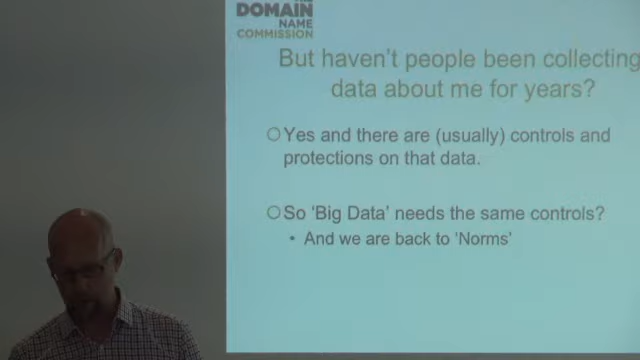 DOMAIN
NAME
COMMISSION
But haven't people been collecting
data about me for years?
Yes and there are (usually) controls and
protections on that data.
So 'Big Data' needs the same controls?
• And we are back to 'Norms'